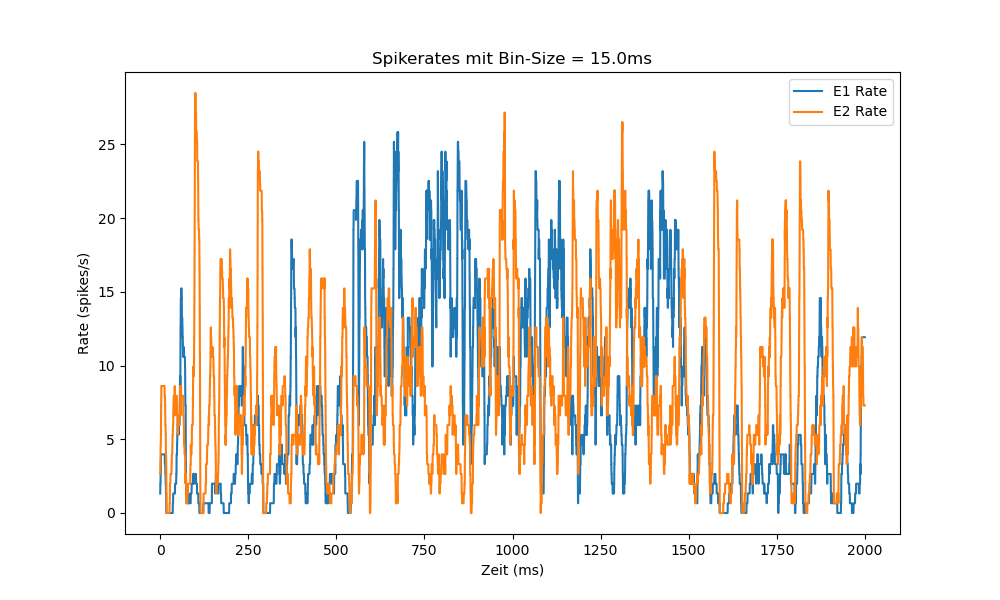 Spikerates mit Bin-Size = 15.0ms
E1 Rate
E2 Rate
Rate (spikes/s)
25
20
15
10
5
0
0 250 500 750 1000 1250 1500 1750 2000
Zeit (ms)